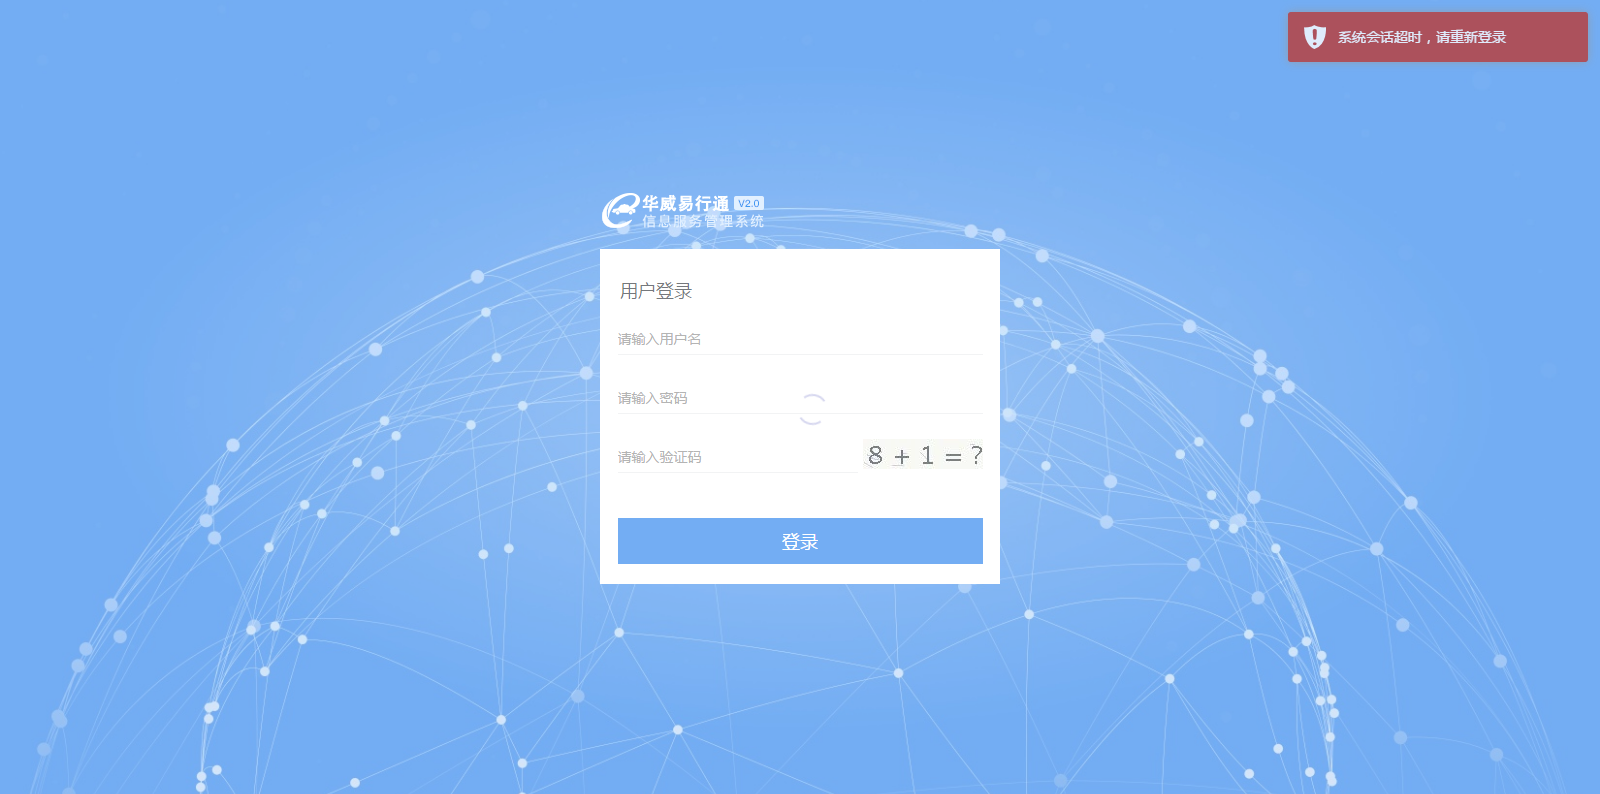 系统会话超时，请重新登录
华威易行通 V2.0
信息服务管理系统
用户登录
请输入用户名
请输入密码
请输入验证码
8 + 1 = ?
登录